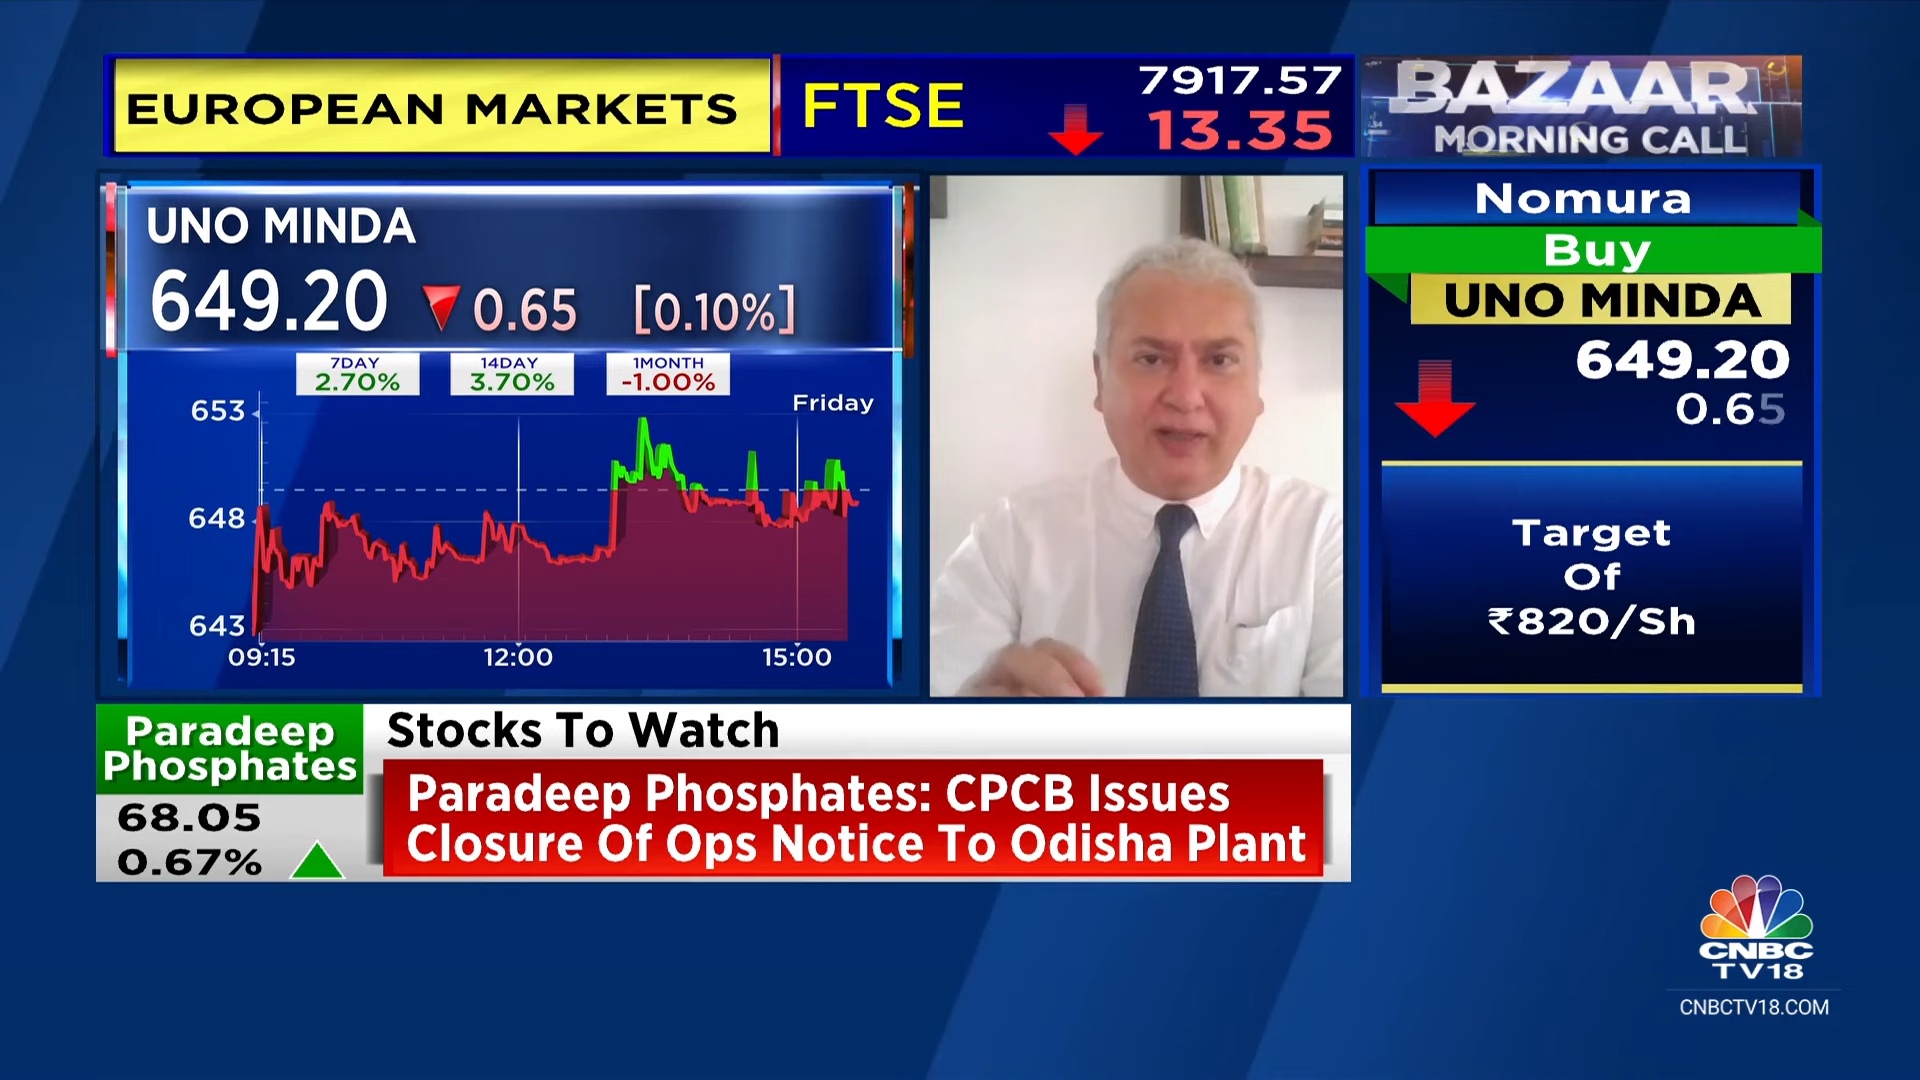 EUROPEAN MARKETS
FTSE
7917.57
13.35
BAZAAR
MORNING CALL
UNO MINDA
649.20 0.65 [0.10%]
7DAY
2.70%
14DAY
3.70%
1MONTH
-1.00%
Friday
653
648
643
09:15 12:00 15:00
Nomura
Buy
UNO MINDA
649.20
0.65
Target
Of
₹820/Sh
Paradeep
Phosphates
68.05
0.67%
Stocks To Watch
Paradeep Phosphates: CPCB Issues
Closure Of Ops Notice To Odisha Plant
CNBC
TV18
CNBCTV18.COM